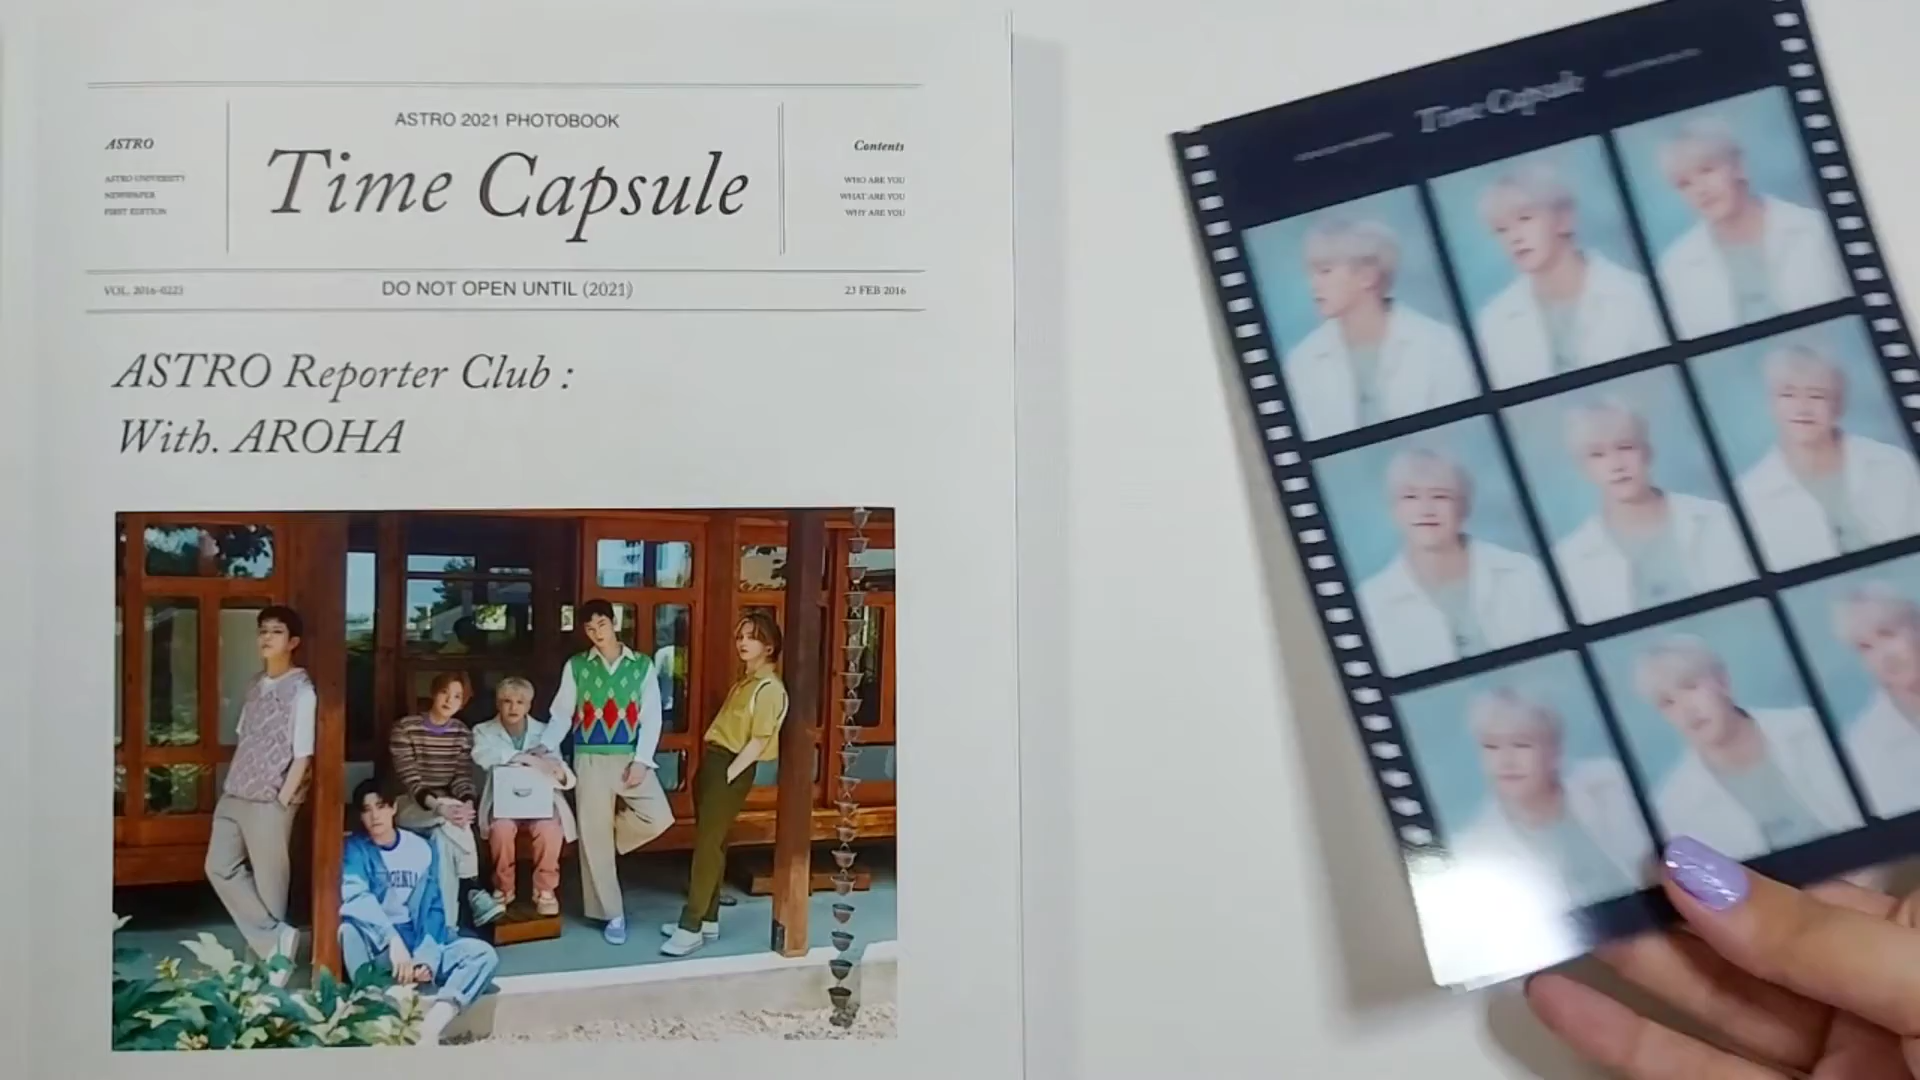 ASTRO 2021 PHOTOBOOK
ASTRO
ASTRO UNIVERSITY
NEWSPAPER
FIRST EDITION
Time Capsule
Contents
WHO ARE YOU
WHAT ARE YOU
WHY ARE YOU
VOL. 2016-0223
DO NOT OPEN UNTIL (2021)
23 FEB 2016
ASTRO Reporter Club :
With. AROHA
Time Capsule